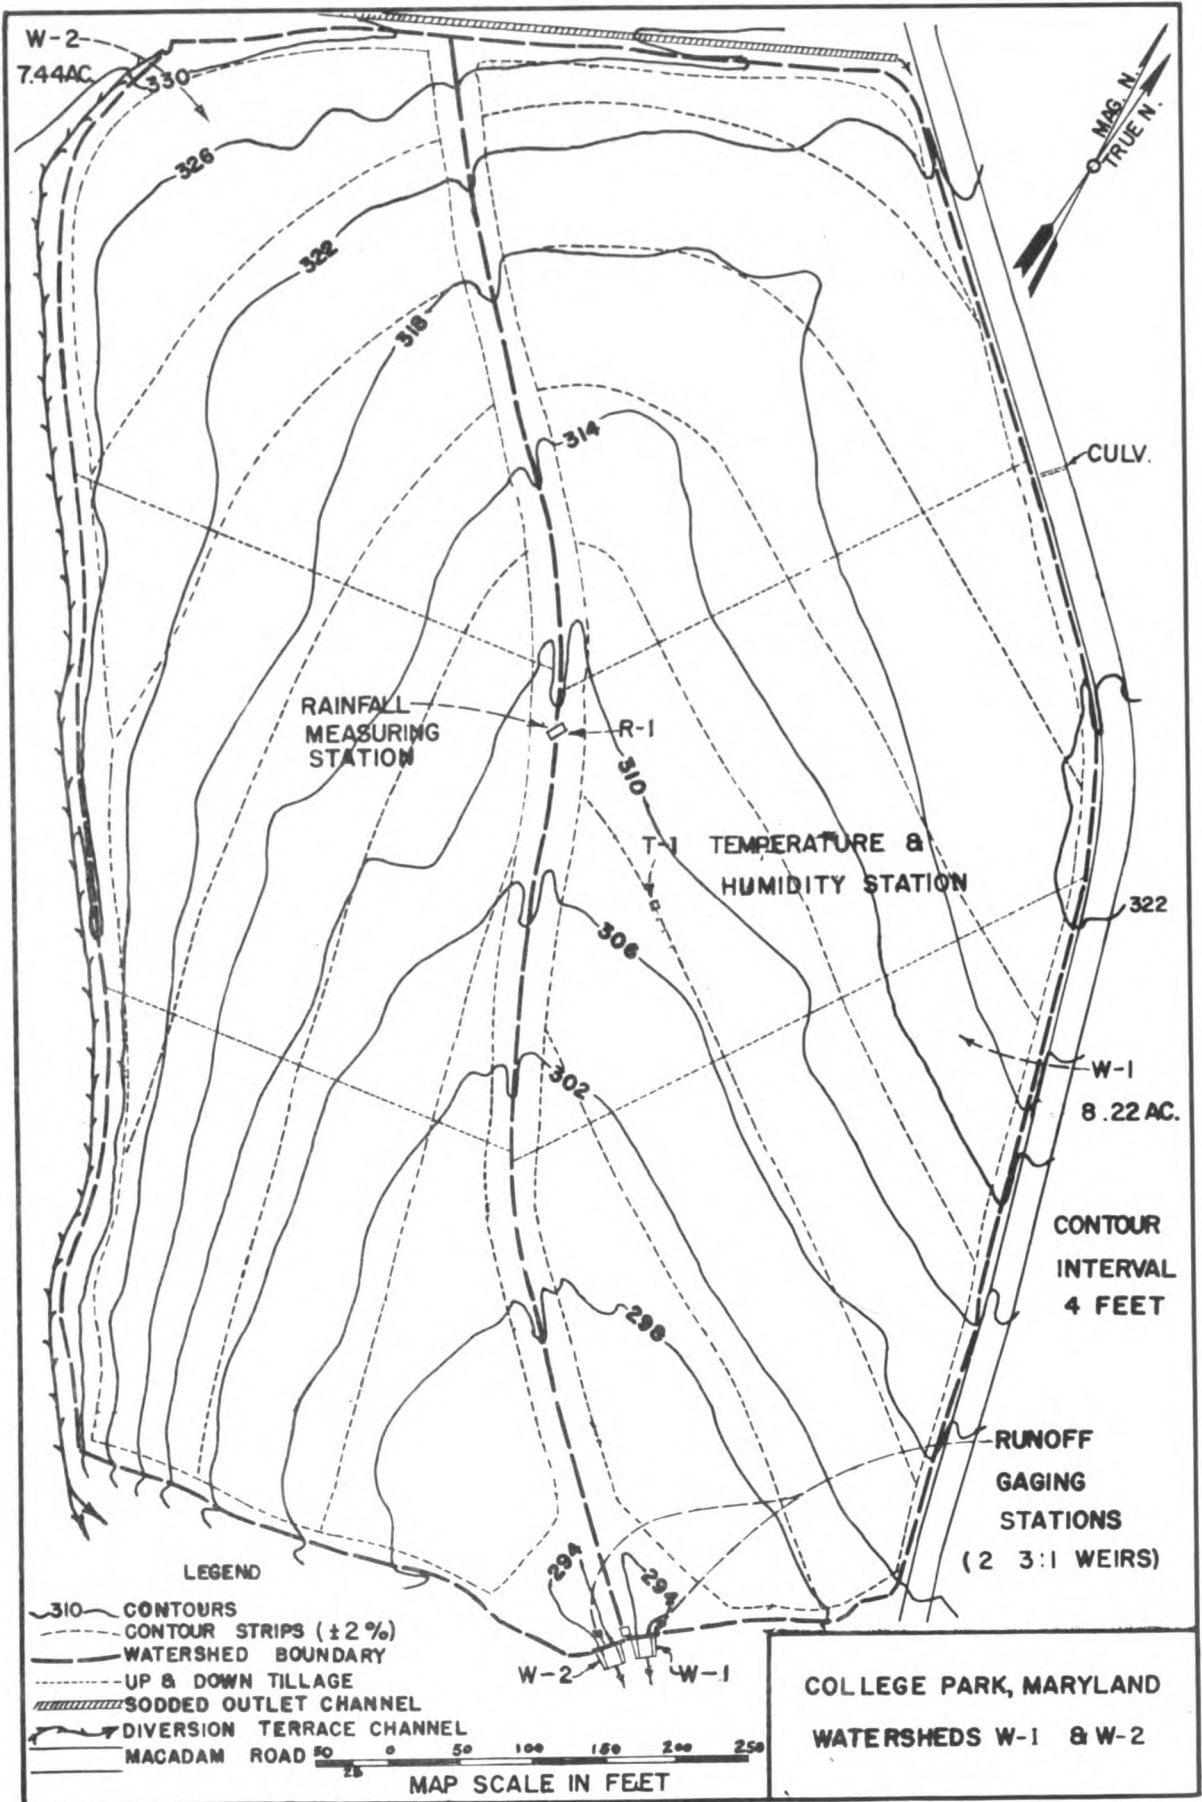 W-2
7.44AC.
330
326
322
318
314
MAG. N.
TRUE N.
CULV.
RAINFALL
MEASURING
STATION
R-1
310
T-1 TEMPERATURE &
HUMIDITY STATION
322
306
302
W-1
8.22 AC.
CONTOUR
INTERVAL
4 FEET
298
RUNOFF
GAGING
STATIONS
(2 3:1 WEIRS)
294
294
W-2
W-1
LEGEND
310 CONTOURS
CONTOUR STRIPS (±2%)
WATERSHED BOUNDARY
UP & DOWN TILLAGE
SODDED OUTLET CHANNEL
DIVERSION TERRACE CHANNEL
MACADAM ROAD
50 25 0 50 100 150 200 250
MAP SCALE IN FEET
COLLEGE PARK, MARYLAND
WATERSHEDS W-1 & W-2